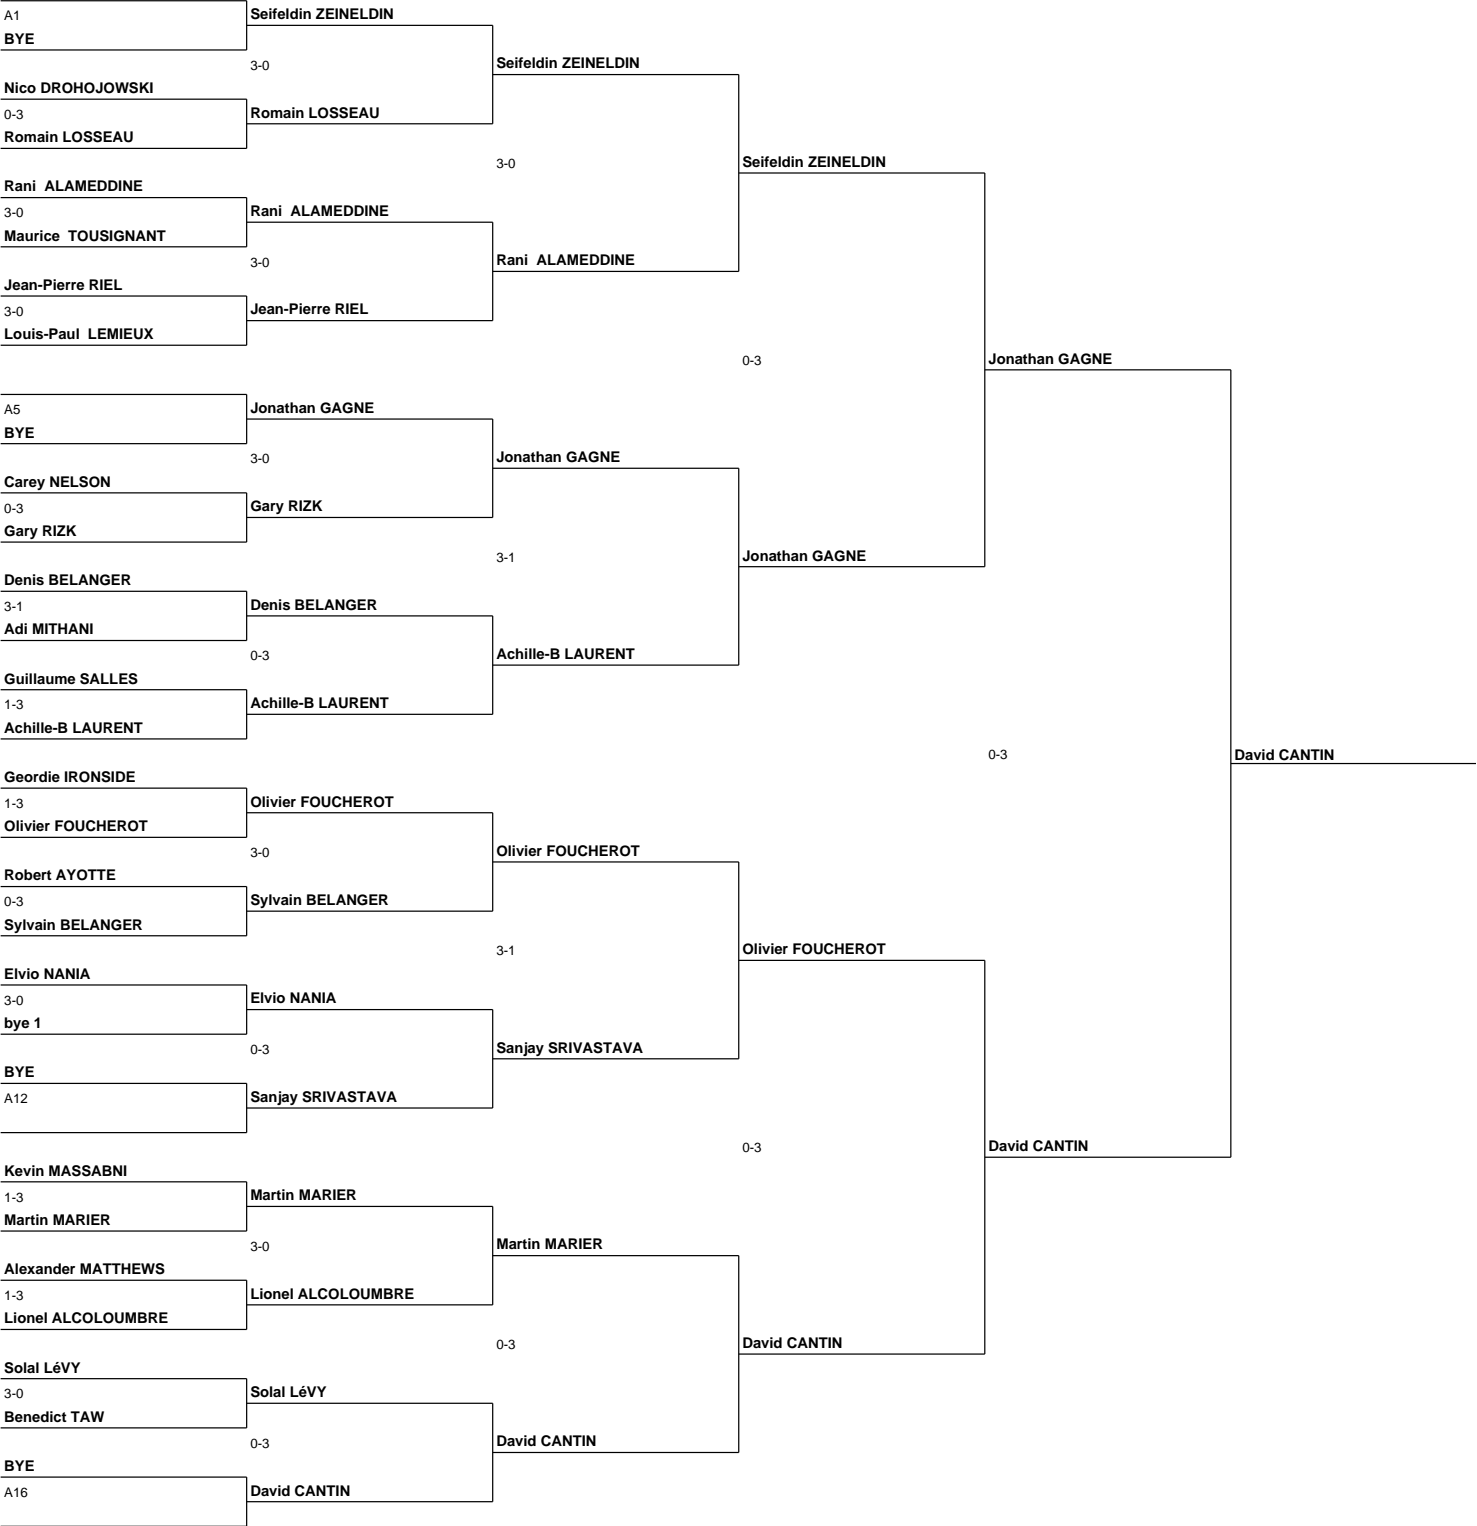 A1
BYE
Nico DROHOJOWSKI
0-3
Romain LOSSEAU
Rani ALAMEDDINE
3-0
Maurice TOUSIGNANT
Jean-Pierre RIEL
3-0
Louis-Paul LEMIEUX
A5
BYE
Carey NELSON
0-3
Gary RIZK
Denis BELANGER
3-1
Adi MITHANI
Guillaume SALLES
1-3
Achille-B LAURENT
Geordie IRONSIDE
1-3
Olivier FOUCHEROT
Robert AYOTTE
0-3
Sylvain BELANGER
Elvio NANIA
3-0
bye 1
BYE
A12
Kevin MASSABNI
1-3
Martin MARIER
Alexander MATTHEWS
1-3
Lionel ALCOLOUMBRE
Solal LéVY
3-0
Benedict TAW
BYE
A16
Seifeldin ZEINELDIN
3-0
Romain LOSSEAU
Rani ALAMEDDINE
3-0
Jean-Pierre RIEL
Jonathan GAGNE
3-0
Gary RIZK
Denis BELANGER
0-3
Achille-B LAURENT
Olivier FOUCHEROT
3-0
Sylvain BELANGER
Elvio NANIA
0-3
Sanjay SRIVASTAVA
Martin MARIER
3-0
Lionel ALCOLOUMBRE
Solal LéVY
0-3
David CANTIN
Seifeldin ZEINELDIN
3-0
Rani ALAMEDDINE
Jonathan GAGNE
3-1
Achille-B LAURENT
Olivier FOUCHEROT
3-1
Sanjay SRIVASTAVA
Martin MARIER
0-3
David CANTIN
Seifeldin ZEINELDIN
0-3
Jonathan GAGNE
Olivier FOUCHEROT
0-3
David CANTIN
Jonathan GAGNE
0-3
David CANTIN
David CANTIN